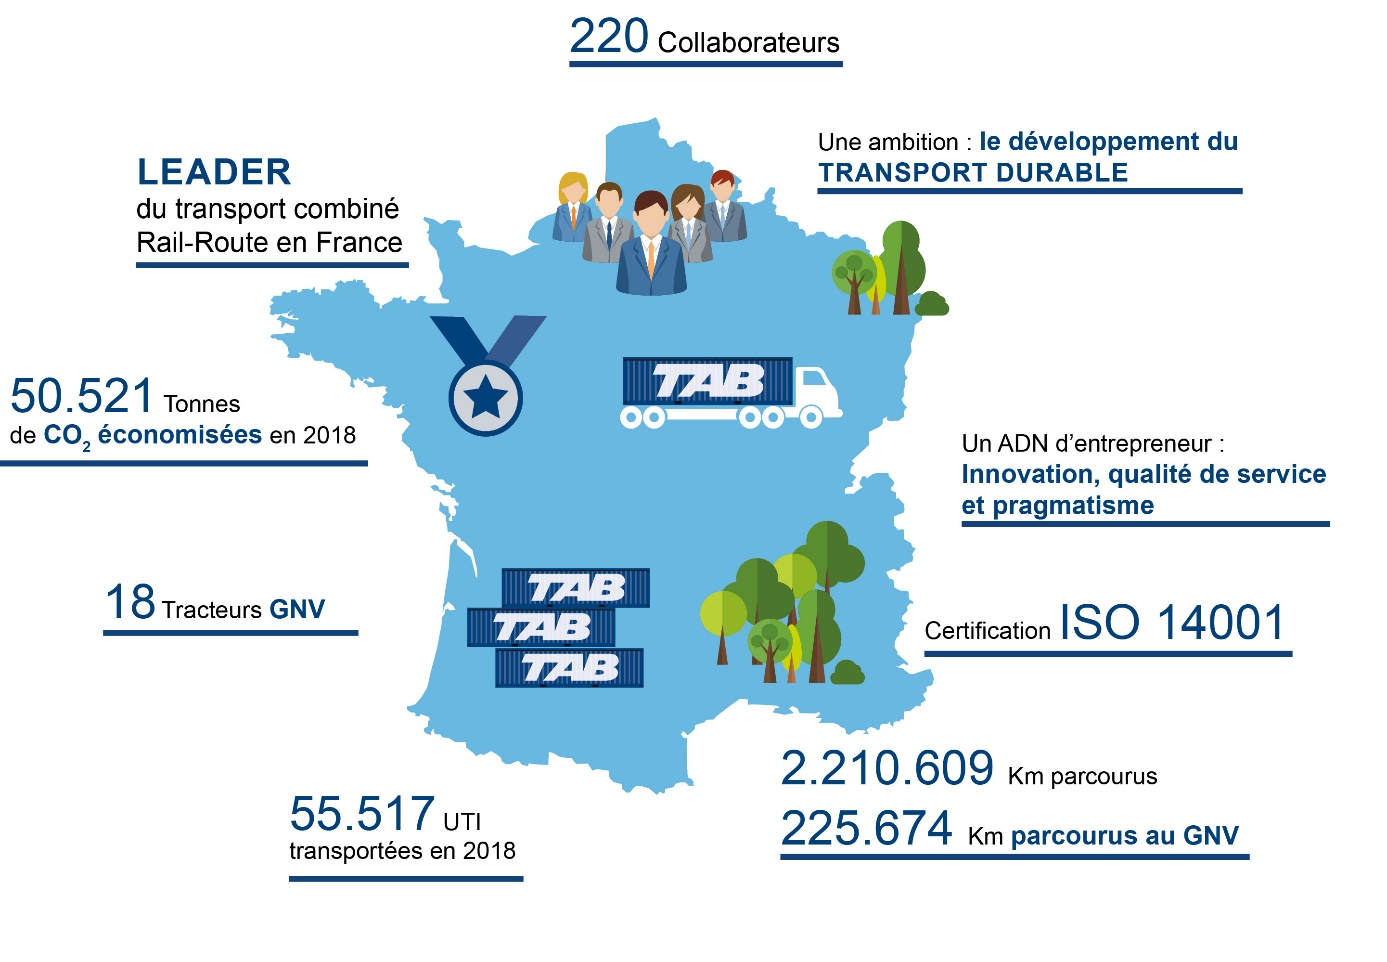 220 Collaborateurs
Une ambition : le développement du
TRANSPORT DURABLE
LEADER
du transport combiné
Rail-Route en France
TAB
50.521 Tonnes
de CO2 économisées en 2018
Un ADN d’entrepreneur :
Innovation, qualité de service
et pragmatisme
TAB
TAB
TAB
18 Tracteurs GNV
Certification ISO 14001
2.210.609 Km parcourus
225.674 Km parcourus au GNV
55.517 UTI
transportées en 2018